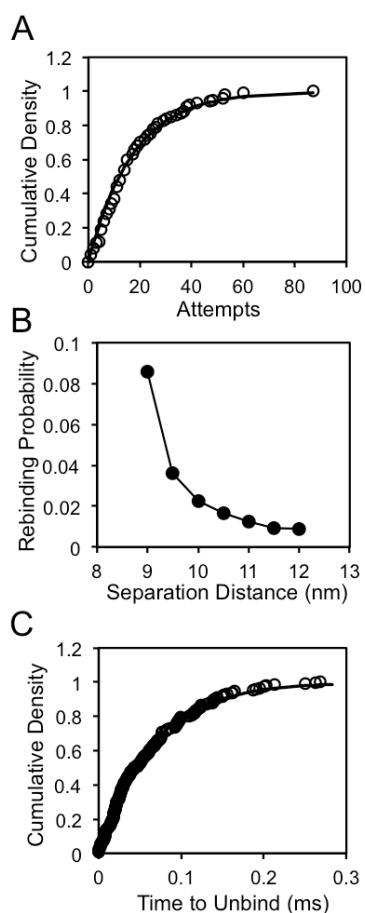 A
1.2
1
0.8
0.6
0.4
0.2
0
Cumulative Density
0 20 40 60 80 100
Attempts
B
0.1
0.08
0.06
0.04
0.02
0
Rebinding Probability
8 9 10 11 12 13
Separation Distance (nm)
C
1.2
1
0.8
0.6
0.4
0.2
0
Cumulative Density
0 0.1 0.2 0.3
Time to Unbind (ms)